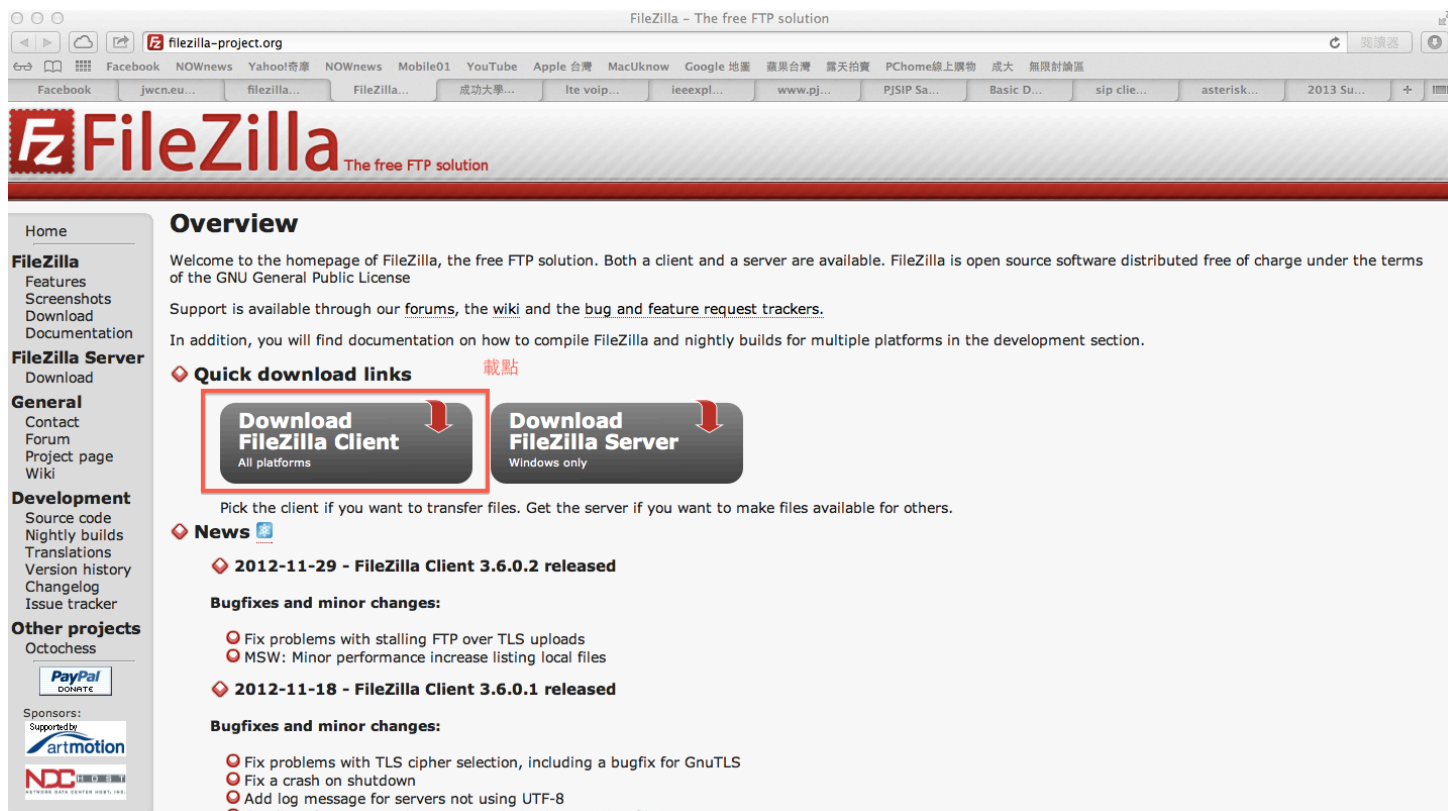 FileZilla – The free FTP solution
filezilla-project.org
閱讀器
Facebook NOWnews Yahoo!奇摩 NOWnews Mobile01 YouTube Apple 台灣 MacUknow Google 地圖 蘋果台灣 露天拍賣 PChome線上購物 成大 無限討論區
Facebook jwcn.eu... filezilla... FileZilla... 成功大學... lte voip... ieeexpl... www.pj... PJSIP Sa... Basic D... sip clie... asterisk... 2013 Su...
Fz FileZilla The free FTP solution
Home
FileZilla
Features
Screenshots
Download
Documentation
FileZilla Server
Download
General
Contact
Forum
Project page
Wiki
Development
Source code
Nightly builds
Translations
Version history
Changelog
Issue tracker
Other projects
Octochess
PayPal
DONATE
Sponsors:
Supported by
artmotion
NDC HOST
NETWORK DATA CENTER HOST, INC.
Overview
Welcome to the homepage of FileZilla, the free FTP solution. Both a client and a server are available. FileZilla is open source software distributed free of charge under the terms
of the GNU General Public License
Support is available through our forums, the wiki and the bug and feature request trackers.
In addition, you will find documentation on how to compile FileZilla and nightly builds for multiple platforms in the development section.
載點
Quick download links
Download
FileZilla Client
All platforms
Download
FileZilla Server
Windows only
Pick the client if you want to transfer files. Get the server if you want to make files available for others.
News
2012-11-29 - FileZilla Client 3.6.0.2 released
Bugfixes and minor changes:
Fix problems with stalling FTP over TLS uploads
MSW: Minor performance increase listing local files
2012-11-18 - FileZilla Client 3.6.0.1 released
Bugfixes and minor changes:
Fix problems with TLS cipher selection, including a bugfix for GnuTLS
Fix a crash on shutdown
Add log message for servers not using UTF-8